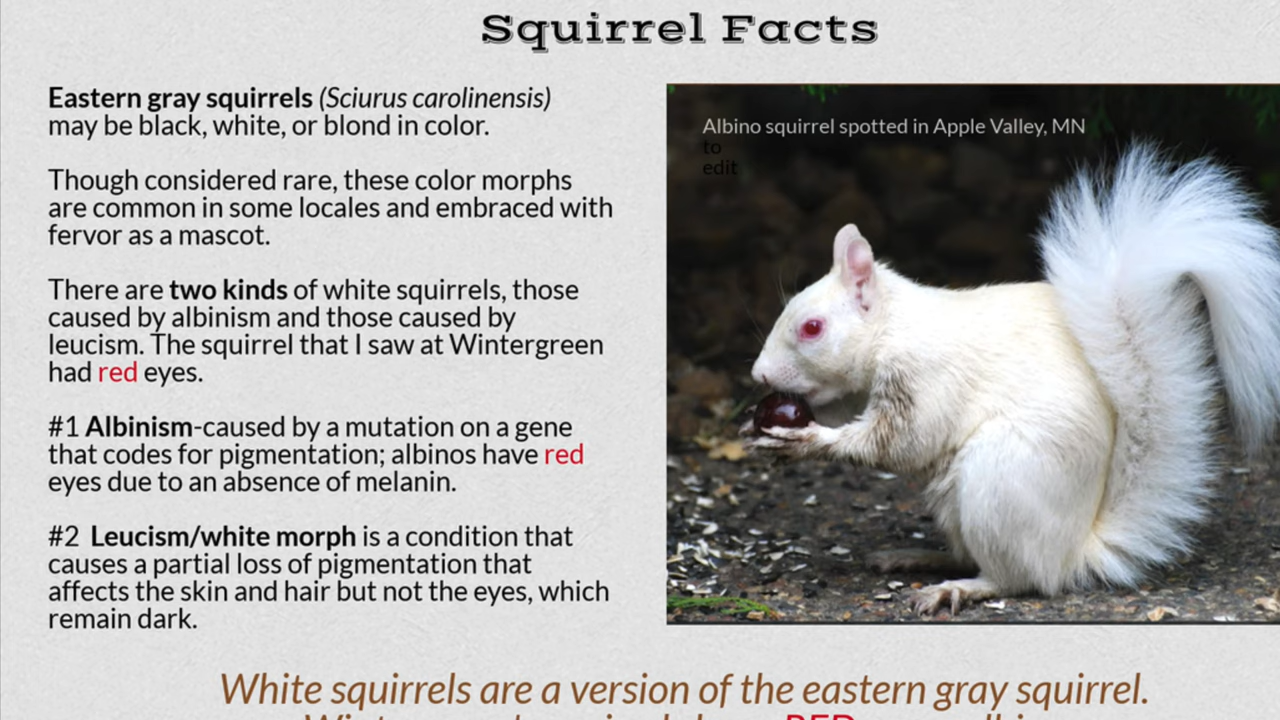 Squirrel Facts
Eastern gray squirrels (Sciurus carolinensis)
may be black, white, or blond in color.
Though considered rare, these color morphs
are common in some locales and embraced with
fervor as a mascot.
There are two kinds of white squirrels, those
caused by albinism and those caused by
leucism. The squirrel that I saw at Wintergreen
had red eyes.
#1 Albinism-caused by a mutation on a gene
that codes for pigmentation; albinos have red
eyes due to an absence of melanin.
#2 Leucism/white morph is a condition that
causes a partial loss of pigmentation that
affects the skin and hair but not the eyes, which
remain dark.
Albino squirrel spotted in Apple Valley, MN
to
edit
White squirrels are a version of the eastern gray squirrel.
RED